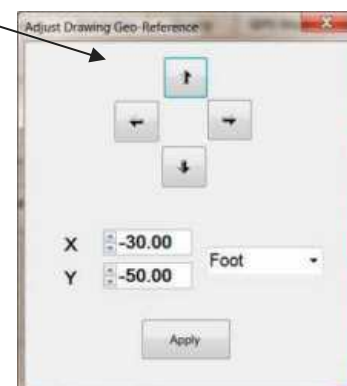 Adjust Drawing Geo-Reference
X -30.00
Foot
Y -50.00
Apply